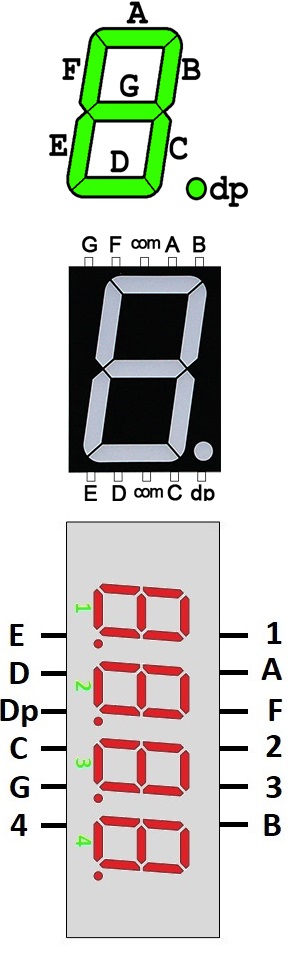 A
F B
G
E D C
dp
G F com A B
E D com C dp
1
E 1
D A
2
Dp F
C 2
3
G 3
4 B
4